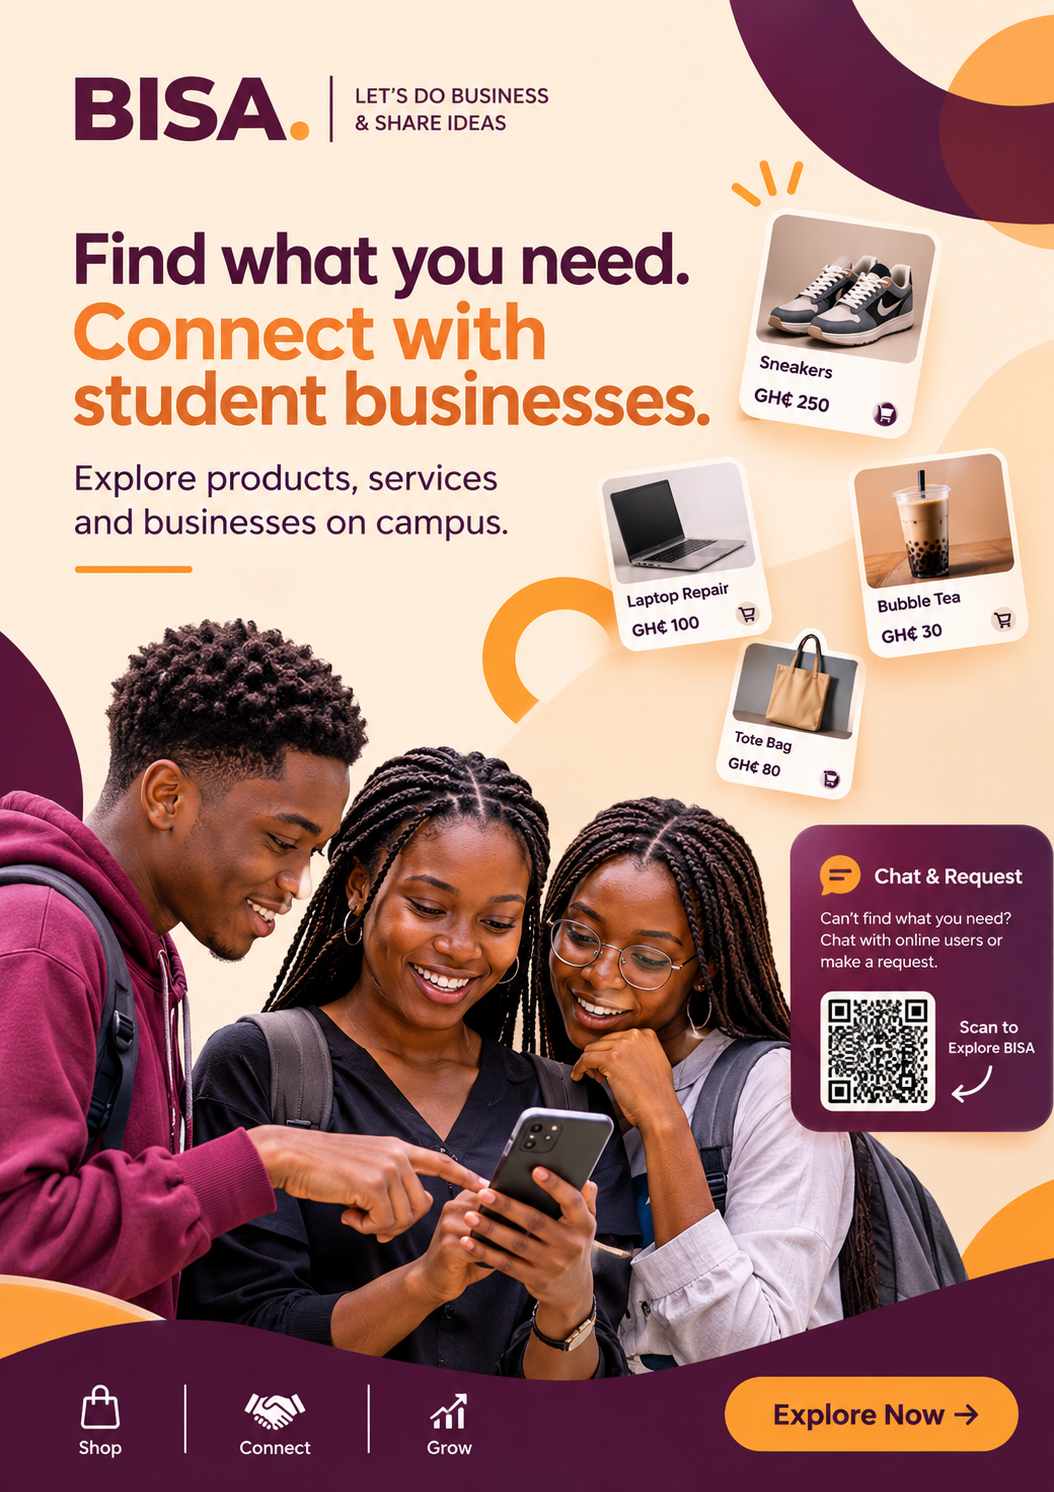 BISA.
LET'S DO BUSINESS
& SHARE IDEAS
Find what you need.
Connect with
student businesses.
Explore products, services
and businesses on campus.
Sneakers
GH₵ 250
Laptop Repair
GH₵ 100
Bubble Tea
GH₵ 30
Tote Bag
GH₵ 80
Chat & Request
Can't find what you need?
Chat with online users or
make a request.
Scan to
Explore BISA
Shop
Connect
Grow
Explore Now →